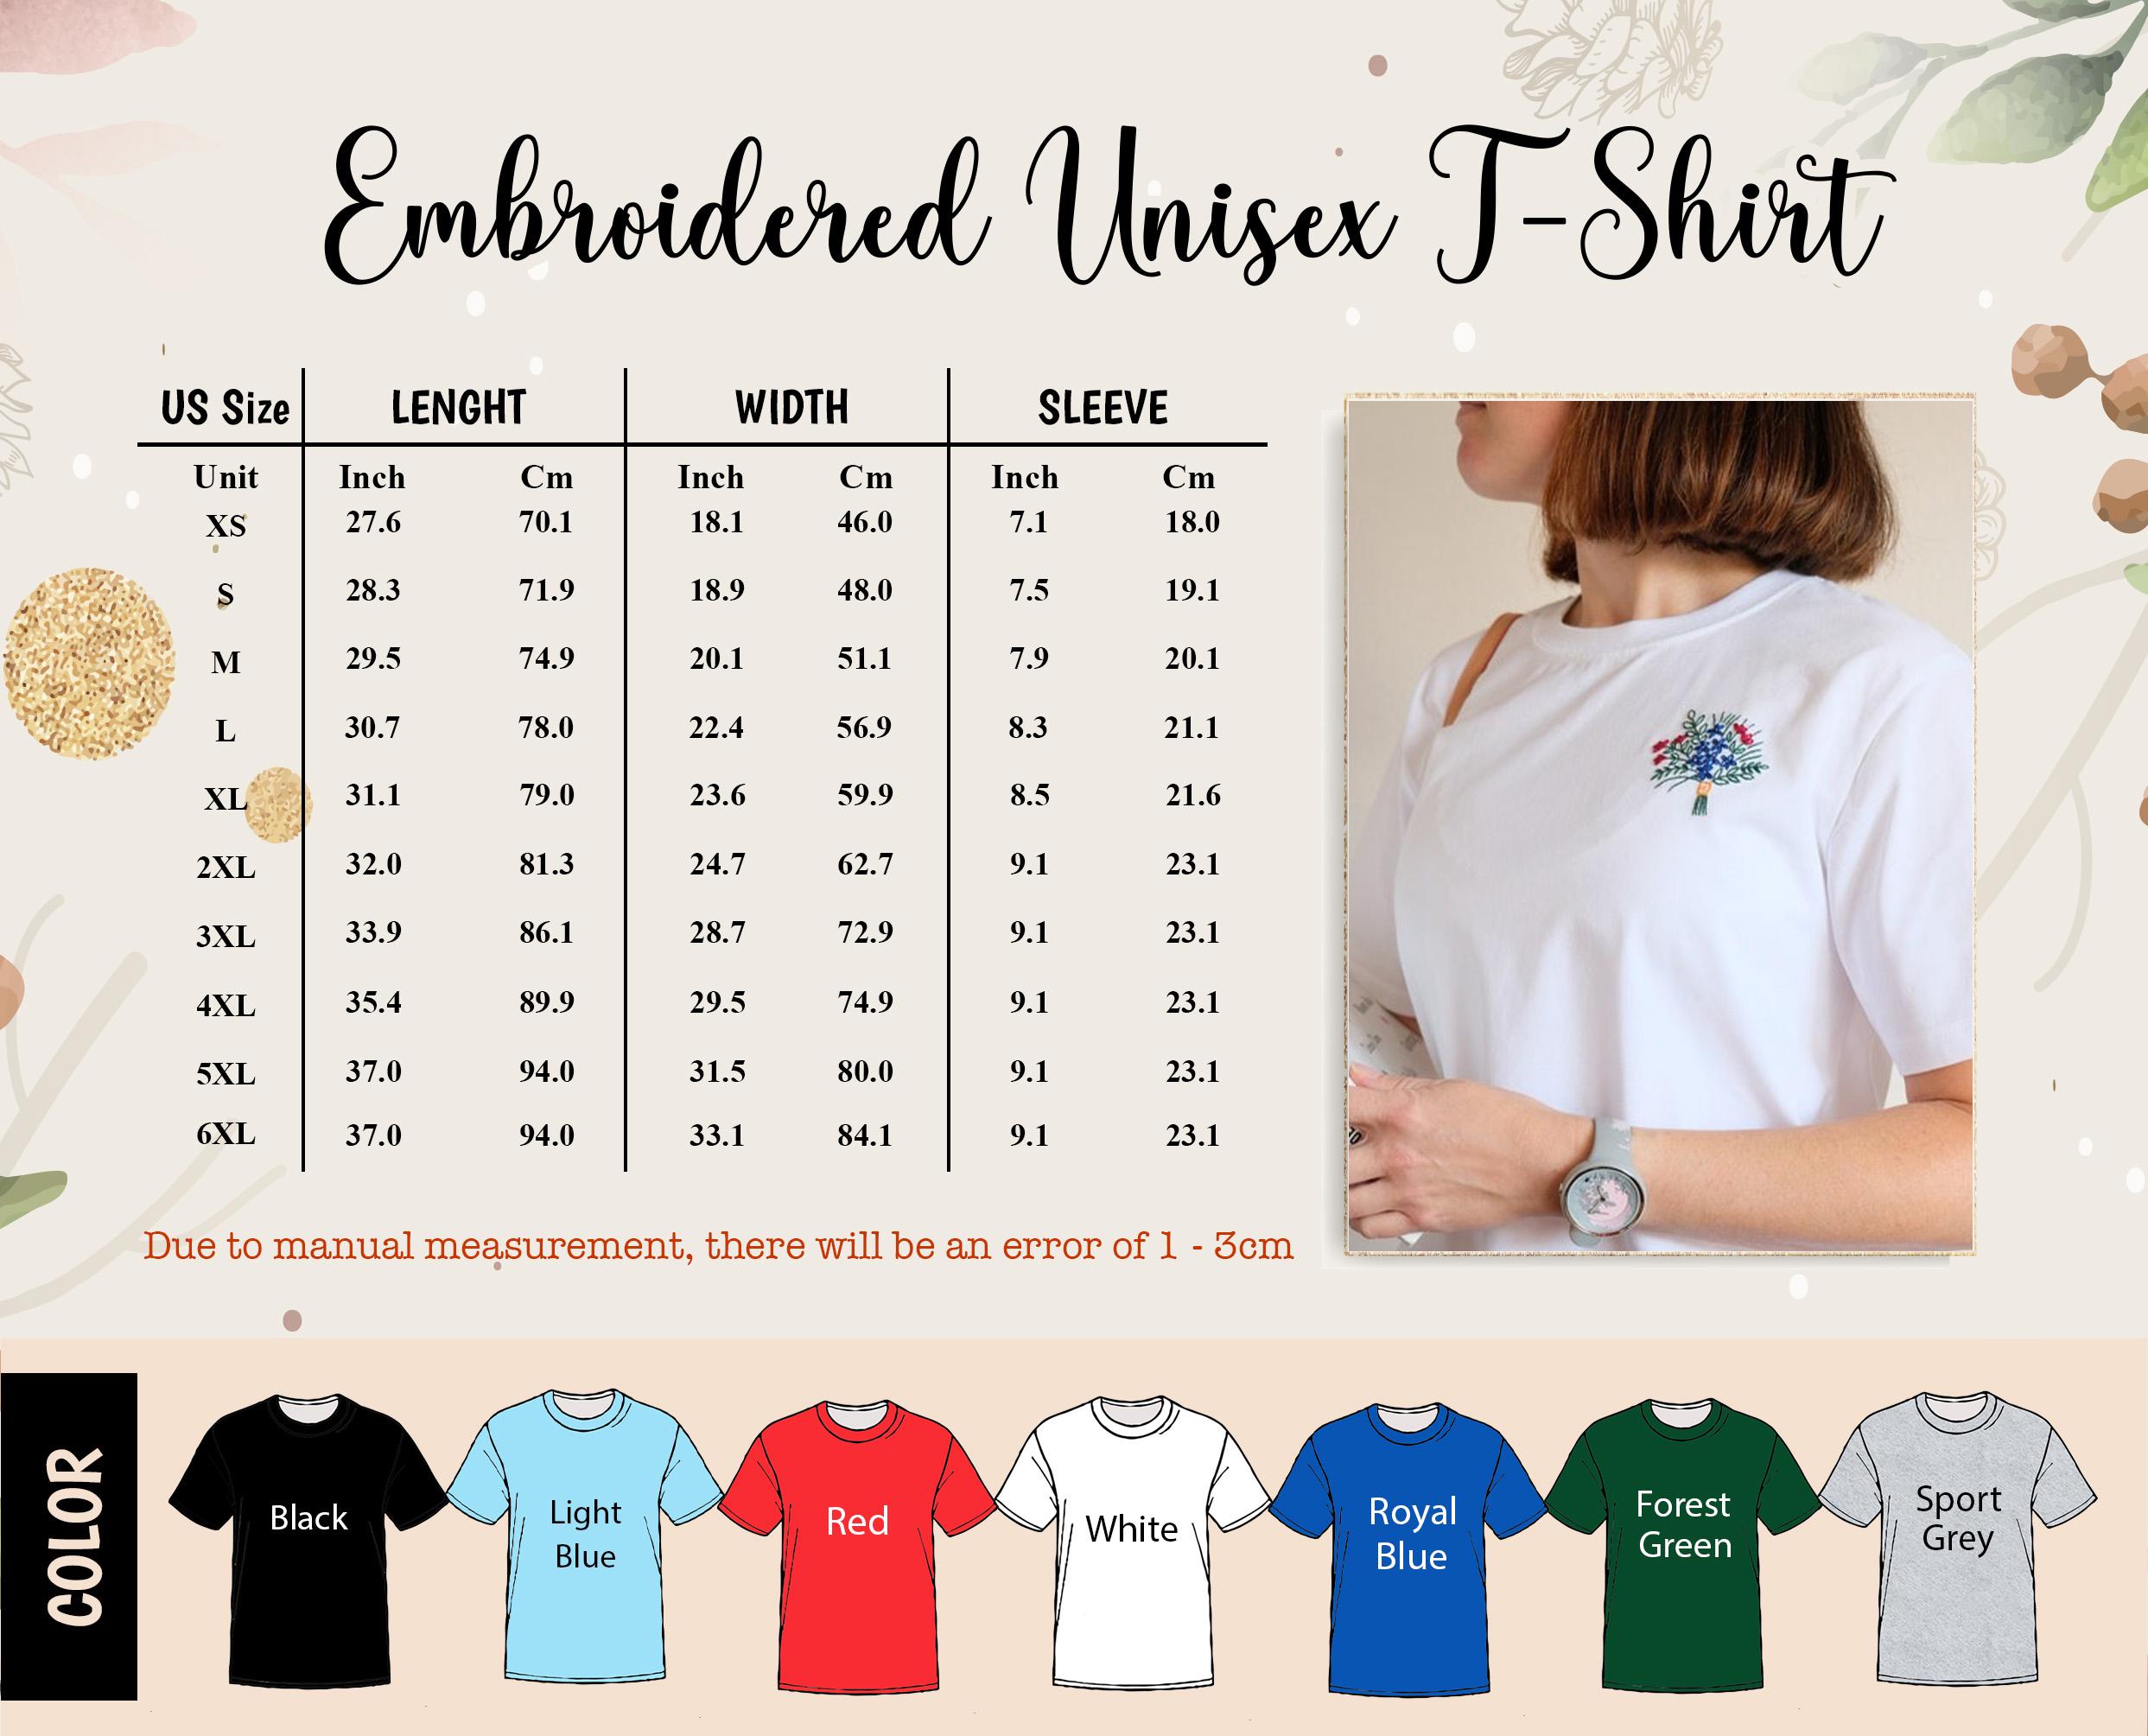 Embroidered Unisex T-Shirt
US Size LENGHT WIDTH SLEEVE
Unit Inch Cm Inch Cm Inch Cm
XS 27.6 70.1 18.1 46.0 7.1 18.0
S 28.3 71.9 18.9 48.0 7.5 19.1
M 29.5 74.9 20.1 51.1 7.9 20.1
L 30.7 78.0 22.4 56.9 8.3 21.1
XL 31.1 79.0 23.6 59.9 8.5 21.6
2XL 32.0 81.3 24.7 62.7 9.1 23.1
3XL 33.9 86.1 28.7 72.9 9.1 23.1
4XL 35.4 89.9 29.5 74.9 9.1 23.1
5XL 37.0 94.0 31.5 80.0 9.1 23.1
6XL 37.0 94.0 33.1 84.1 9.1 23.1
Due to manual measurement, there will be an error of 1 - 3cm
COLOR
Black
Light
Blue
Red
White
Royal
Blue
Forest
Green
Sport
Grey